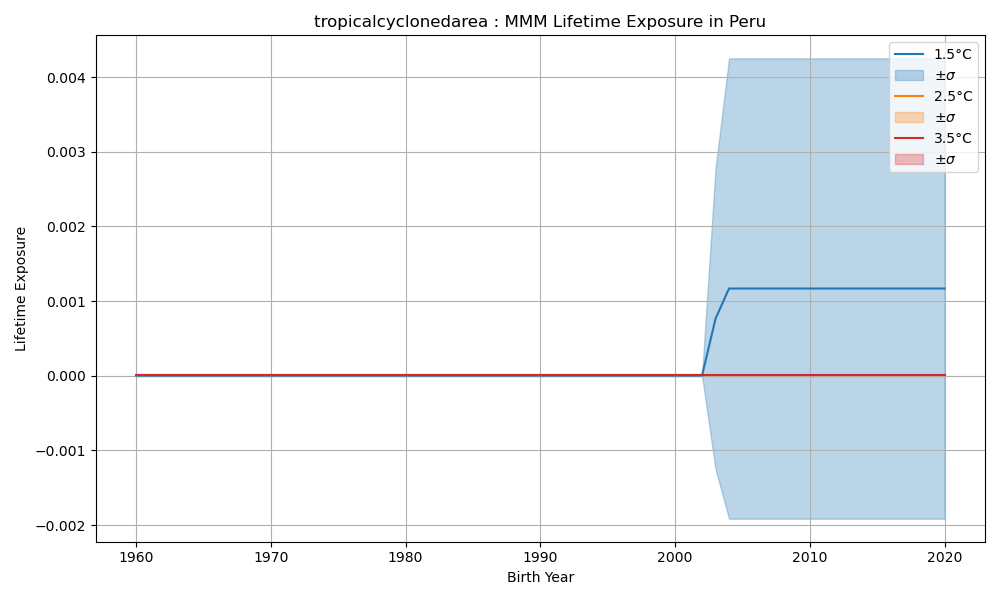 tropicalcyclonedarea : MMM Lifetime Exposure in Peru
0.004
0.003
0.002
0.001
0.000
−0.001
−0.002
Lifetime Exposure
1.5°C
±σ
2.5°C
±σ
3.5°C
±σ
1960 1970 1980 1990 2000 2010 2020
Birth Year